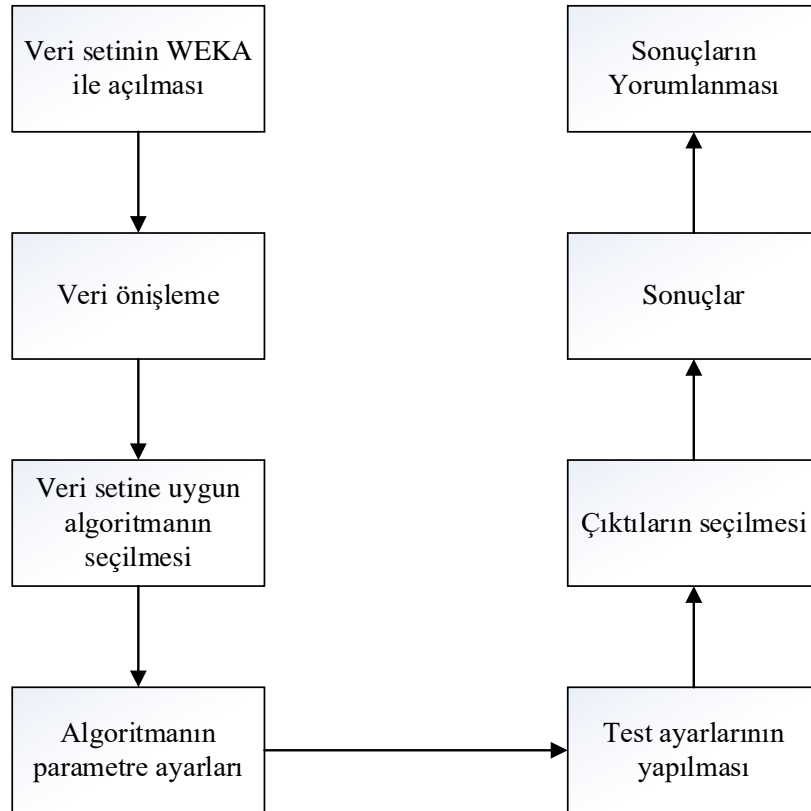 Veri setinin WEKA
ile açılması
Veri önişleme
Veri setine uygun
algoritmanın
seçilmesi
Algoritmanın
parametre ayarları
Test ayarlarının
yapılması
Çıktıların seçilmesi
Sonuçlar
Sonuçların
Yorumlanması